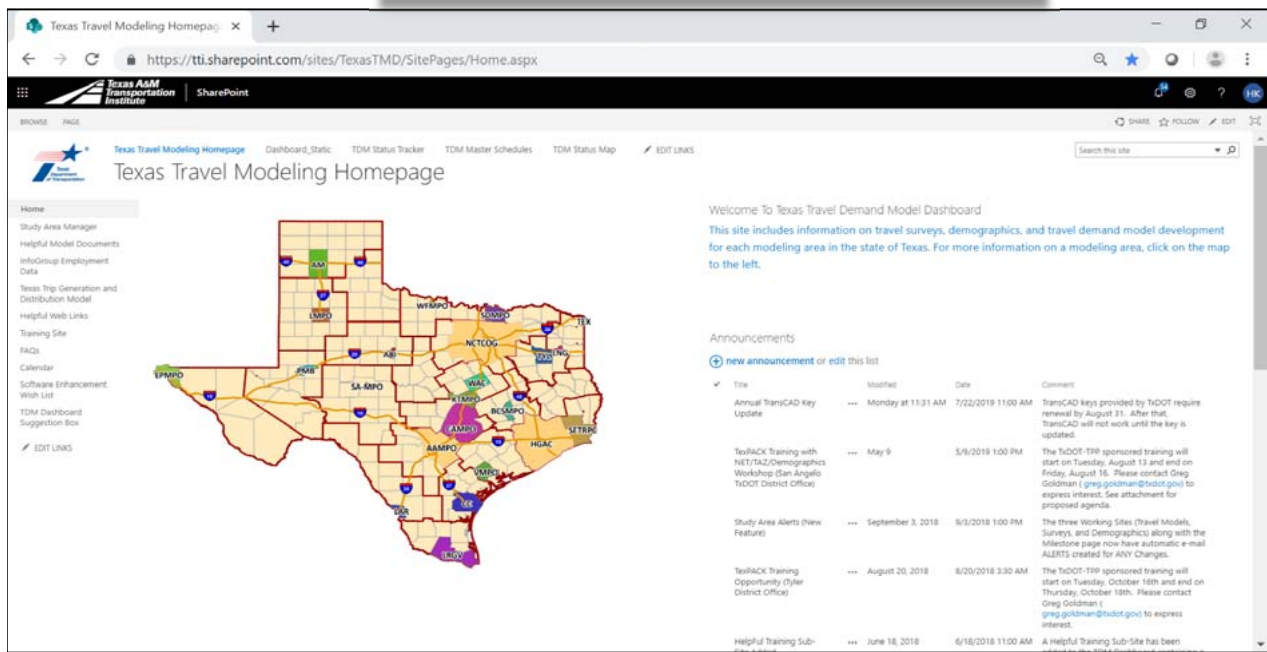 Texas Travel Modeling Homepag
https://tti.sharepoint.com/sites/TexasTMD/SitePages/Home.aspx
Texas A&M
Transportation
Institute
SharePoint
14
?
HK
BROWSE PAGE
SHARE FOLLOW EDIT
Texas
Department
of Transportation
Texas Travel Modeling Homepage Dashboard_Static TDM Status Tracker TDM Master Schedules TDM Status Map EDIT LINKS
Search this site
Texas Travel Modeling Homepage
Home
Study Area Manager
Helpful Model Documents
InfoGroup Employment
Data
Texas Trip Generation and
Distribution Model
Helpful Web Links
Training Site
FAQs
Calendar
Software Enhancement
Wish List
TDM Dashboard
Suggestion Box
EDIT LINKS
AM
LMPO
WFMPO
SDMPO
TEX
NCTCOG
LNG
ABI
PMB
EPMPO
SA-MPO
WAC
KTMPO
BCSMPO
CAMPO
SETRPC
HGAC
AAMPO
VMPO
CC
LAR
LRGV
Welcome To Texas Travel Demand Model Dashboard
This site includes information on travel surveys, demographics, and travel demand model development
for each modeling area in the state of Texas. For more information on a modeling area, click on the map
to the left.
Announcements
new announcement or edit this list
Title Modified Date Comment
Annual TransCAD Key
Update
... Monday at 11:31 AM 7/22/2019 11:00 AM
TransCAD keys provided by TxDOT require
renewal by August 31. After that,
TransCAD will not work until the key is
updated.
TexPACK Training with
NET/TAZ/Demographics
Workshop (San Angelo
TxDOT District Office)
... May 9 5/9/2019 1:00 PM
The TxDOT-TPP sponsored training will
start on Tuesday, August 13 and end on
Friday, August 16. Please contact Greg
Goldman ( greg.goldman@txdot.gov) to
express interest. See attachment for
proposed agenda.
Study Area Alerts (New
Feature)
... September 3, 2018 9/3/2018 1:00 PM
The three Working Sites (Travel Models,
Surveys, and Demographics) along with the
Milestone page now have automatic e-mail
ALERTS created for ANY Changes.
TexPACK Training
Opportunity (Tyler
District Office)
... August 20, 2018 8/20/2018 3:30 AM
The TxDOT-TPP sponsored training will
start on Tuesday, October 16th and end on
Thursday, October 18th. Please contact
Greg Goldman (
greg.goldman@txdot.gov) to express
interest.
Helpful Training Sub-
... June 18, 2018 6/18/2018 11:00 AM
A Helpful Training Sub-Site has been